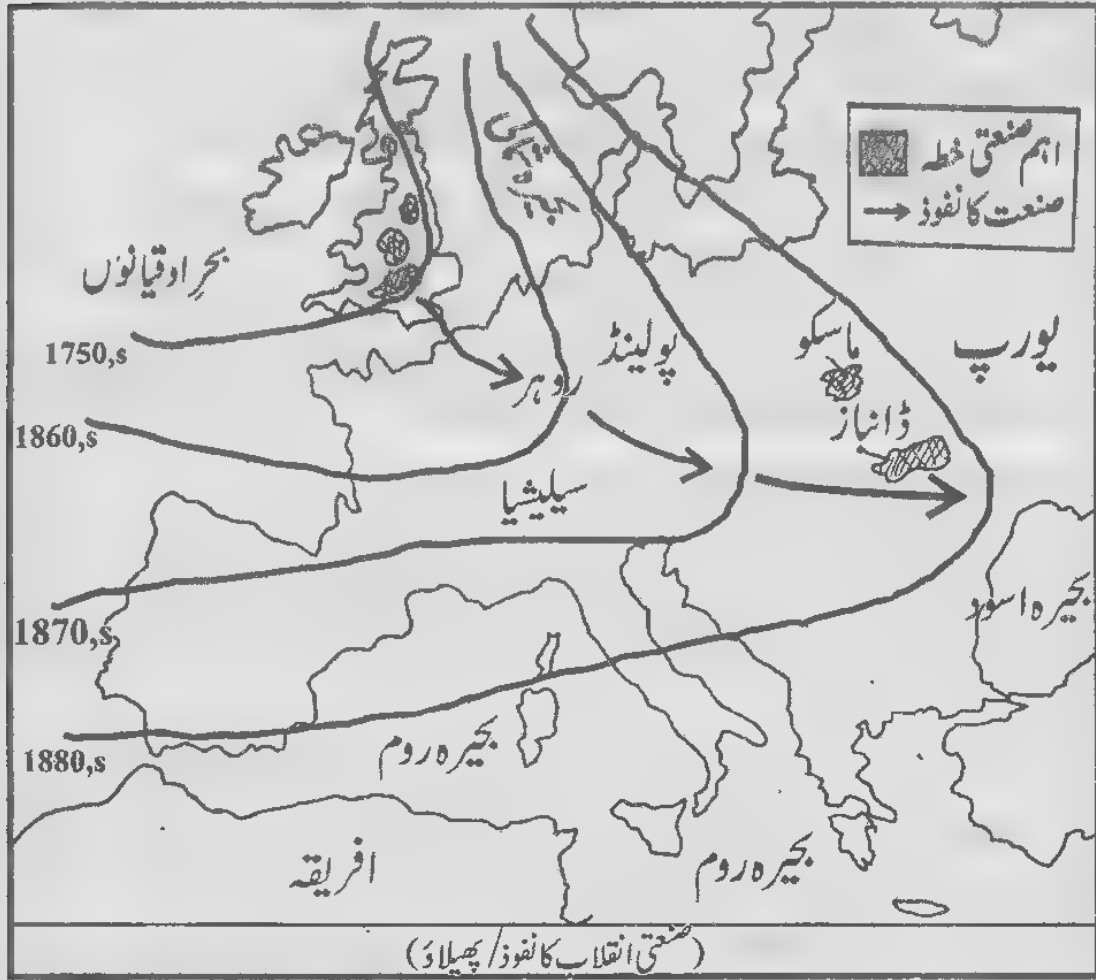 اہم صنعتی خطہ
صنعت کا نفوذ
بحرِ اوقیانوس
1750,s
1860,s
1870,s
1880,s
روہر
پولینڈ
ماسکو
یورپ
ڈانباز
سیلیشیا
بحیرہ اسود
بحیرہ روم
بحیرہ روم
افریقہ
(صنعتی انقلاب کا نفوذ/پھیلاؤ)